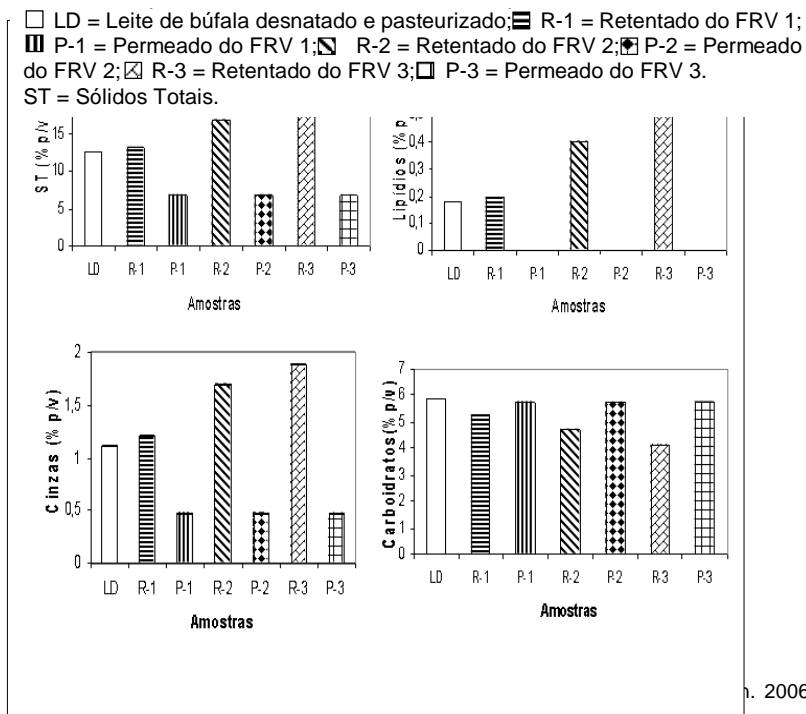 LD = Leite de búfala desnatado e pasteurizado; R-1 = Retentado do FRV 1;
P-1 = Permeado do FRV 1; R-2 = Retentado do FRV 2; P-2 = Permeado
do FRV 2; R-3 = Retentado do FRV 3; P-3 = Permeado do FRV 3.
ST = Sólidos Totais.
ST (% p/v
15
10
5
0
LD R-1 P-1 R-2 P-2 R-3 P-3
Amostras
Lipídios (% p
0,4
0,2
0,1
0
LD R-1 P-1 R-2 P-2 R-3 P-3
Amostras
Cinzas (% p/v)
2
1,5
1
0,5
0
LD R-1 P-1 R-2 P-2 R-3 P-3
Amostras
Carboidratos(% p/v)
7
6
5
4
3
2
1
0
LD R-1 P-1 R-2 P-2 R-3 P-3
Amostras
. 2006